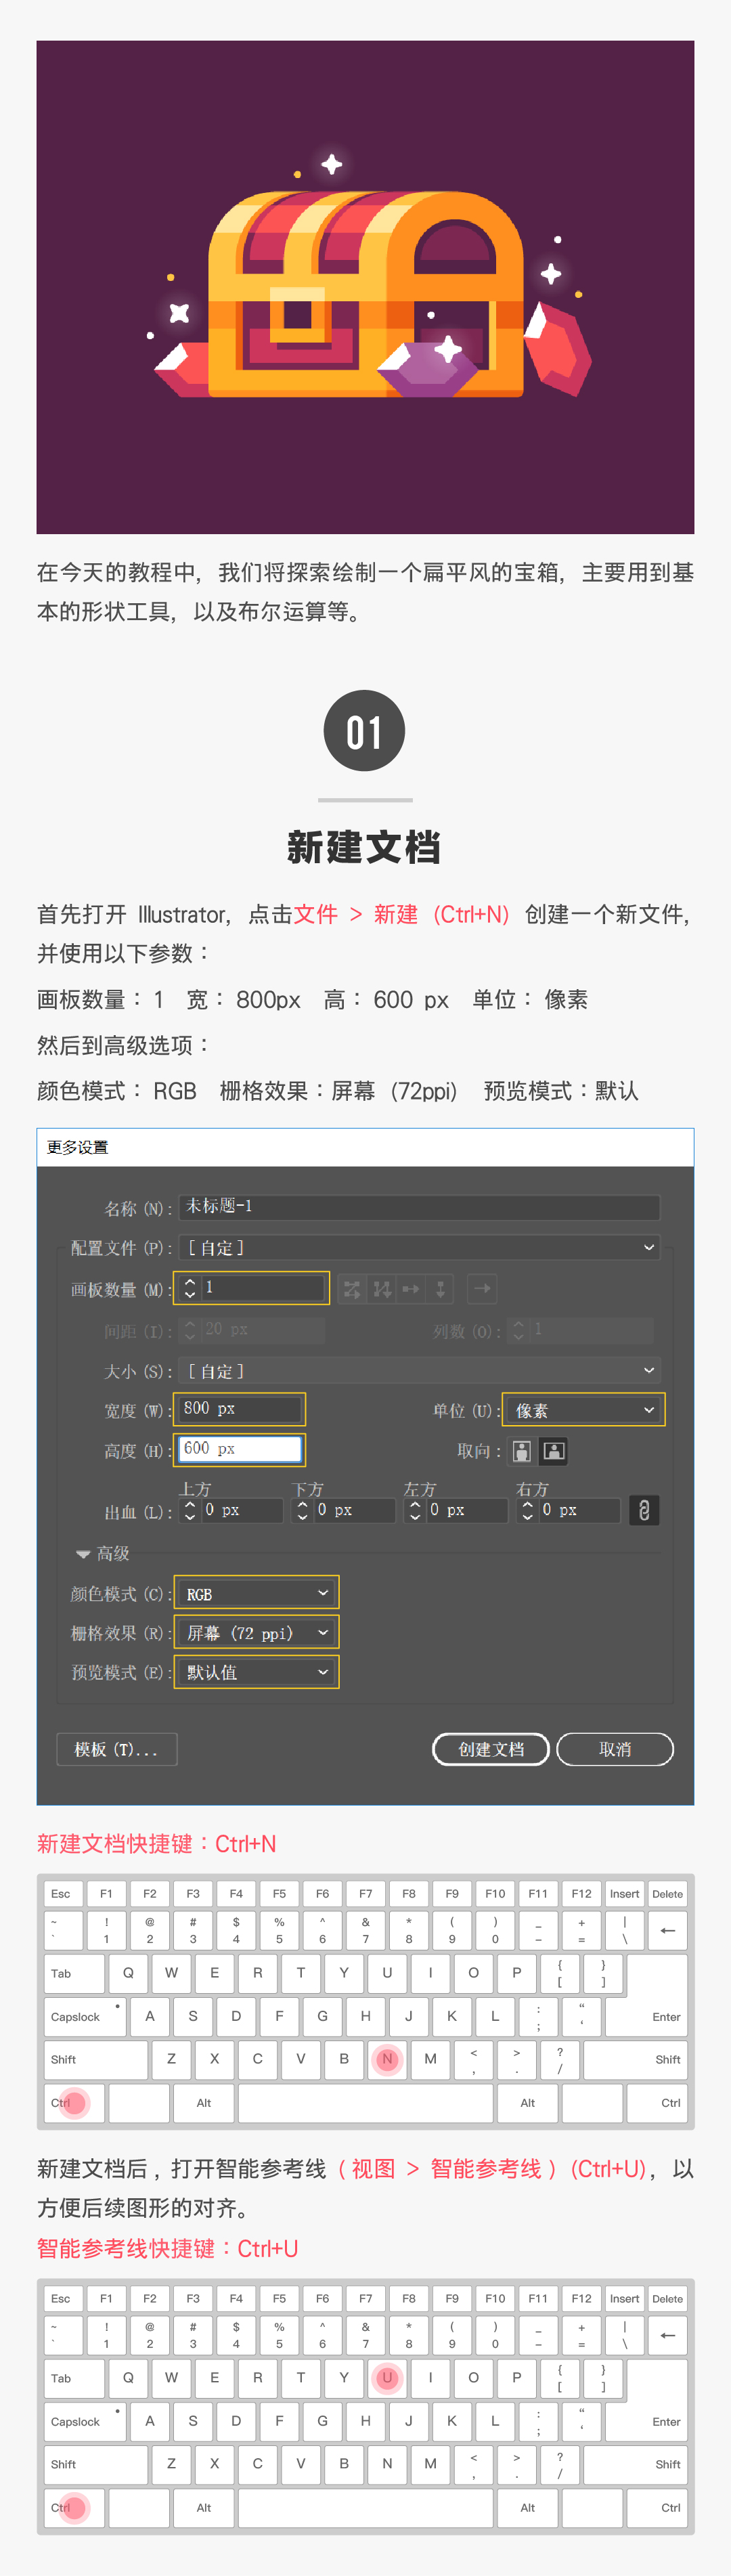 在今天的教程中，我们将探索绘制一个扁平风的宝箱，主要用到基
本的形状工具，以及布尔运算等。
01
新建文档
首先打开 Illustrator，点击文件 > 新建（Ctrl+N）创建一个新文件，
并使用以下参数：
画板数量：1 宽：800px 高：600 px 单位：像素
然后到高级选项：
颜色模式：RGB 栅格效果：屏幕（72ppi） 预览模式：默认
更多设置
名称 (N)： 未标题-1
配置文件 (P)： [自定]
画板数量 (M)： 1
间距 (I)： 20 px 列数 (O)： 1
大小 (S)： [自定]
宽度 (W)： 800 px 单位 (U)： 像素
高度 (H)： 600 px 取向：
上方 下方 左方 右方
出血 (L)： 0 px 0 px 0 px 0 px
高级
颜色模式 (C)： RGB
栅格效果 (R)： 屏幕 (72 ppi)
预览模式 (E)： 默认值
模板 (T)... 创建文档 取消
新建文档快捷键：Ctrl+N
Esc F1 F2 F3 F4 F5 F6 F7 F8 F9 F10 F11 F12 Insert Delete
~ ! @ # $ % ^ & * ( ) _ + |
` 1 2 3 4 5 6 7 8 9 0 – = \ ←
Tab Q W E R T Y U I O P { [ } ]
Capslock A S D F G H J K L : ; “ ‘ Enter
Shift Z X C V B N M < , > . ? / Shift
Ctrl Alt Alt Ctrl
新建文档后，打开智能参考线（视图 > 智能参考线）（Ctrl+U），以
方便后续图形的对齐。
智能参考线快捷键：Ctrl+U
Esc F1 F2 F3 F4 F5 F6 F7 F8 F9 F10 F11 F12 Insert Delete
~ ! @ # $ % ^ & * ( ) _ + |
` 1 2 3 4 5 6 7 8 9 0 – = \ ←
Tab Q W E R T Y U I O P { [ } ]
Capslock A S D F G H J K L : ; “ ‘ Enter
Shift Z X C V B N M < , > . ? / Shift
Ctrl Alt Alt Ctrl